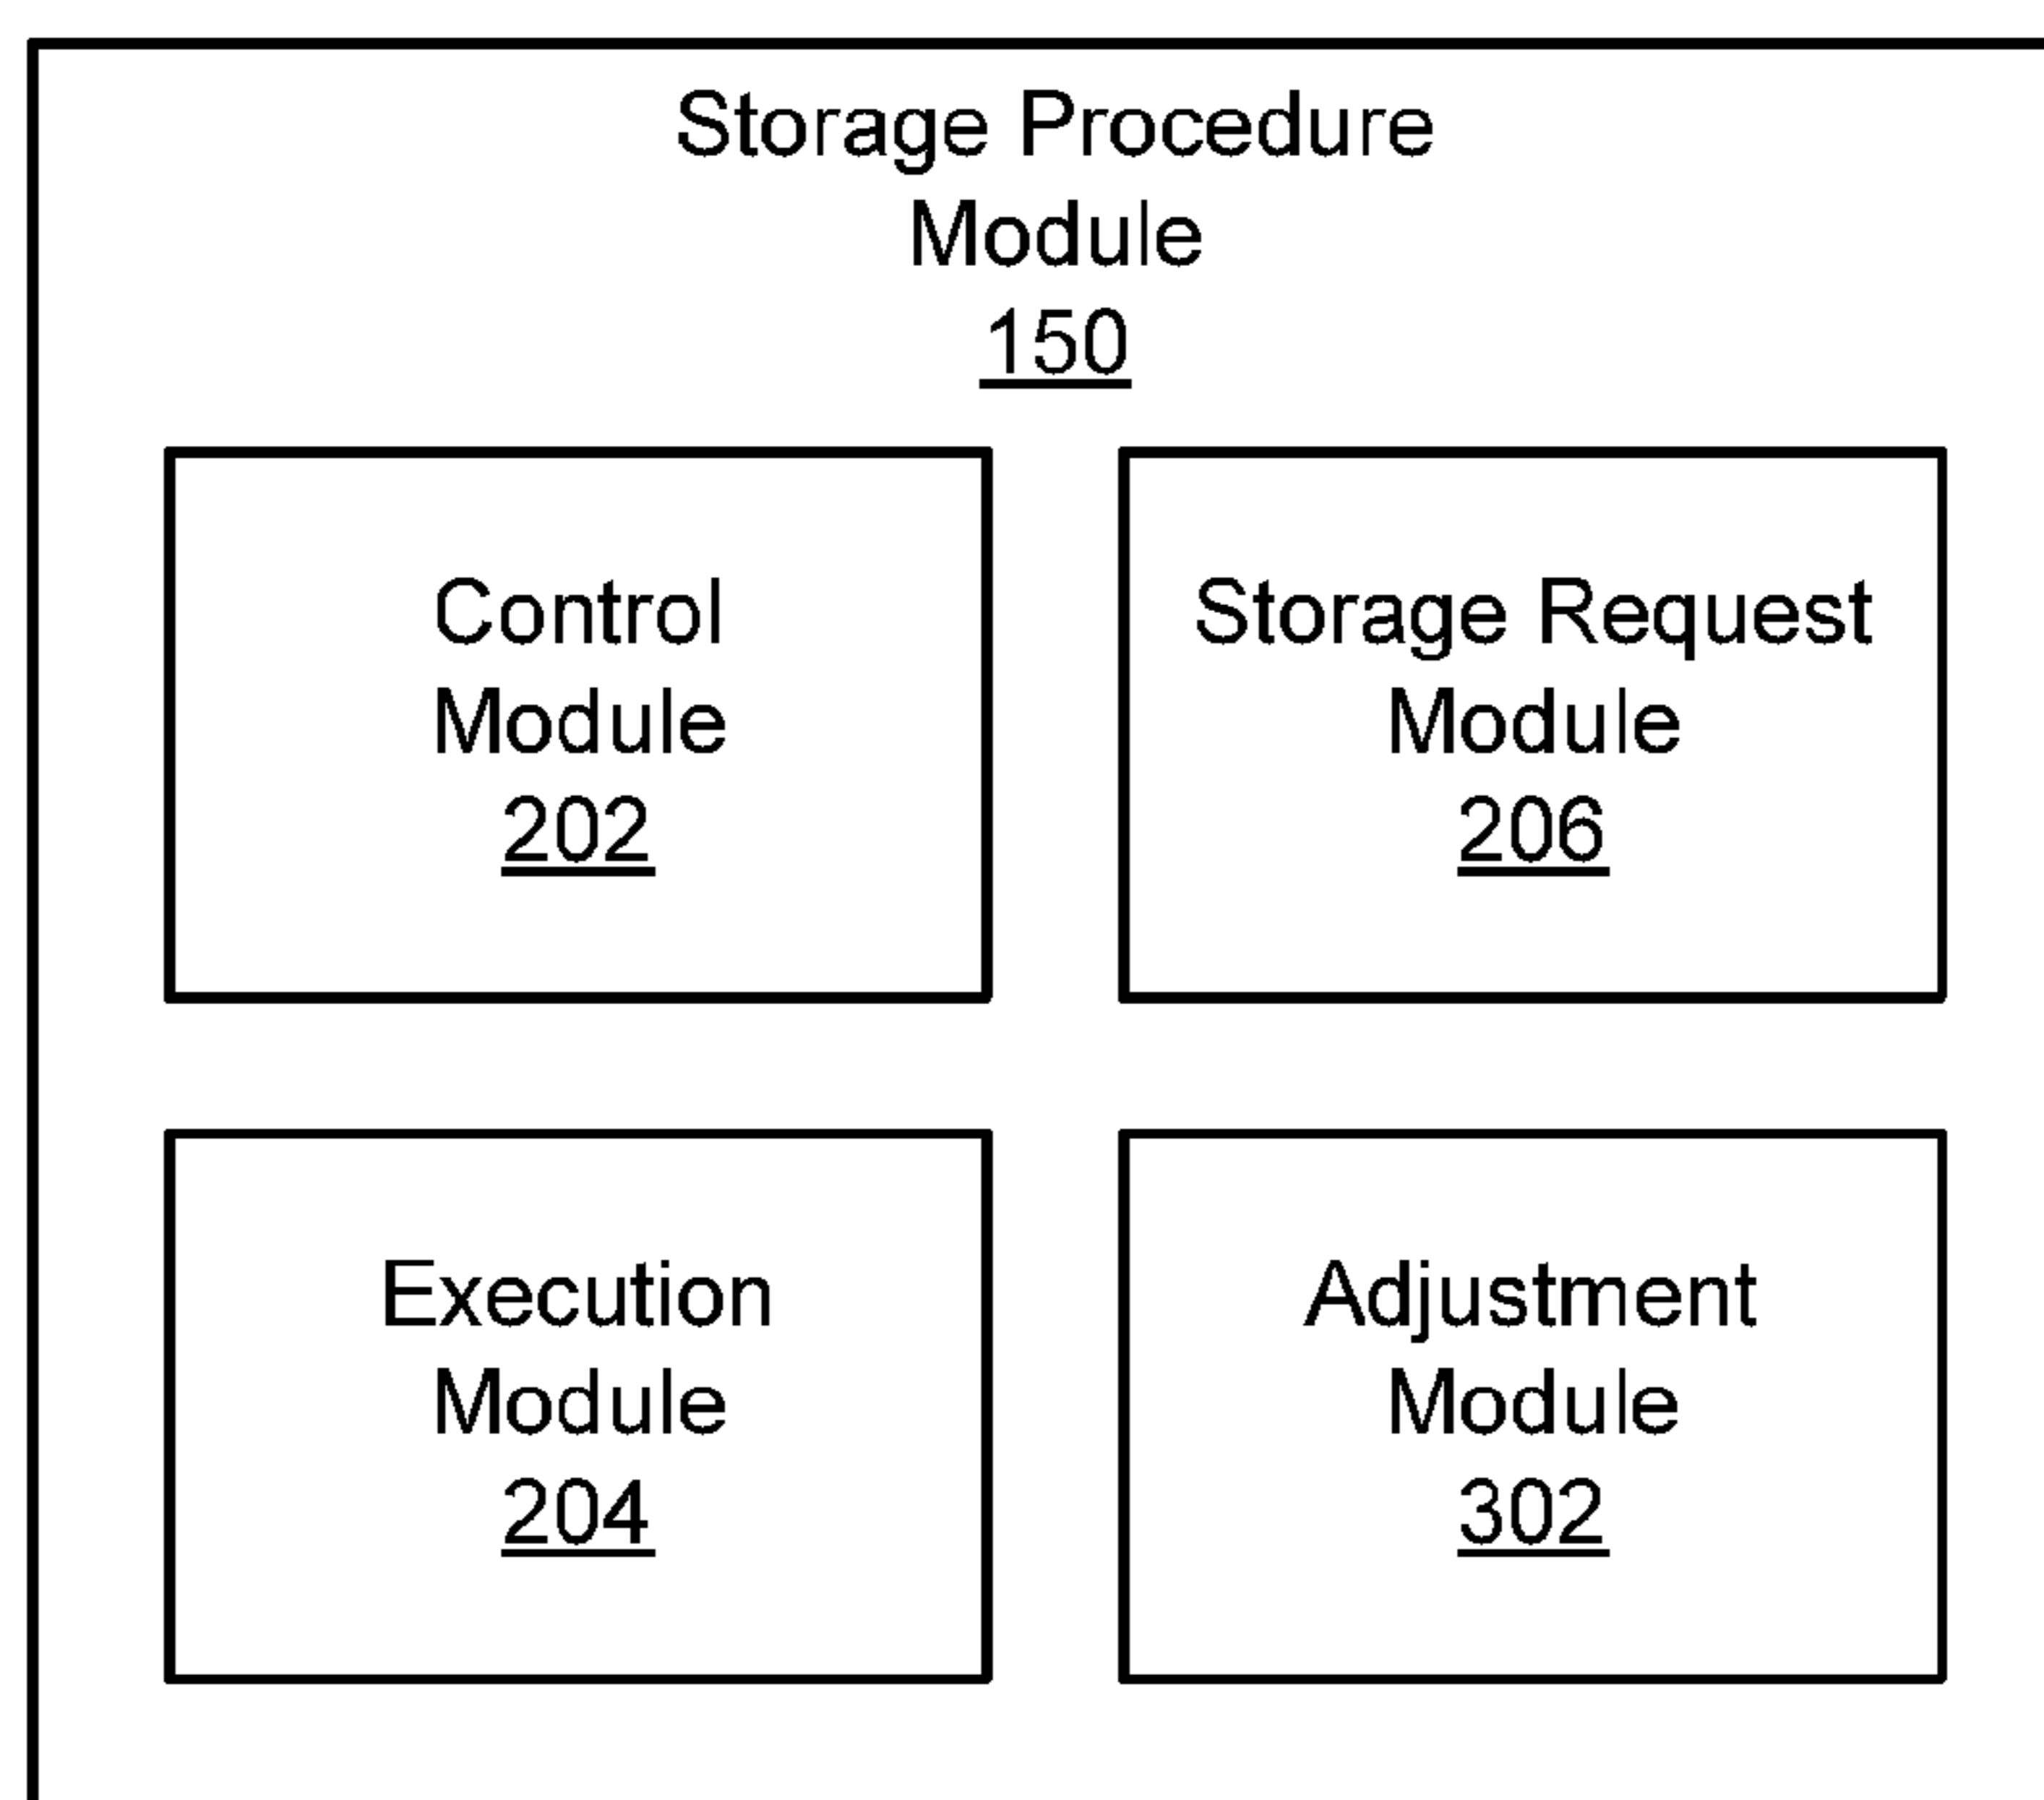 Storage Procedure
Module
150
Control
Module
202
Storage Request
Module
206
Execution
Module
204
Adjustment
Module
302